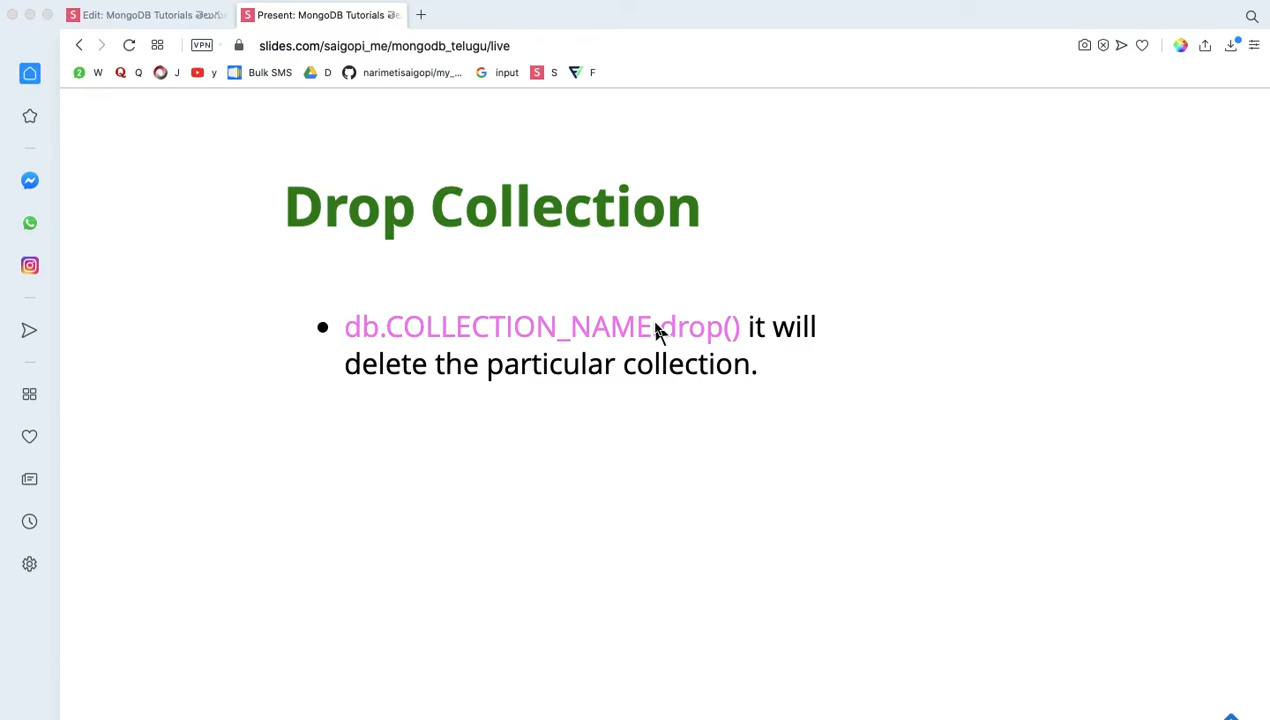 Edit: MongoDB Tutorials
Present: MongoDB Tutorials
VPN
slides.com/saigopi_me/mongodb_telugu/live
2 W
Q
J
y
Bulk SMS
D
narimetisaigopi/my_...
input
S S
F
Drop Collection
• db.COLLECTION_NAME.drop() it will
delete the particular collection.